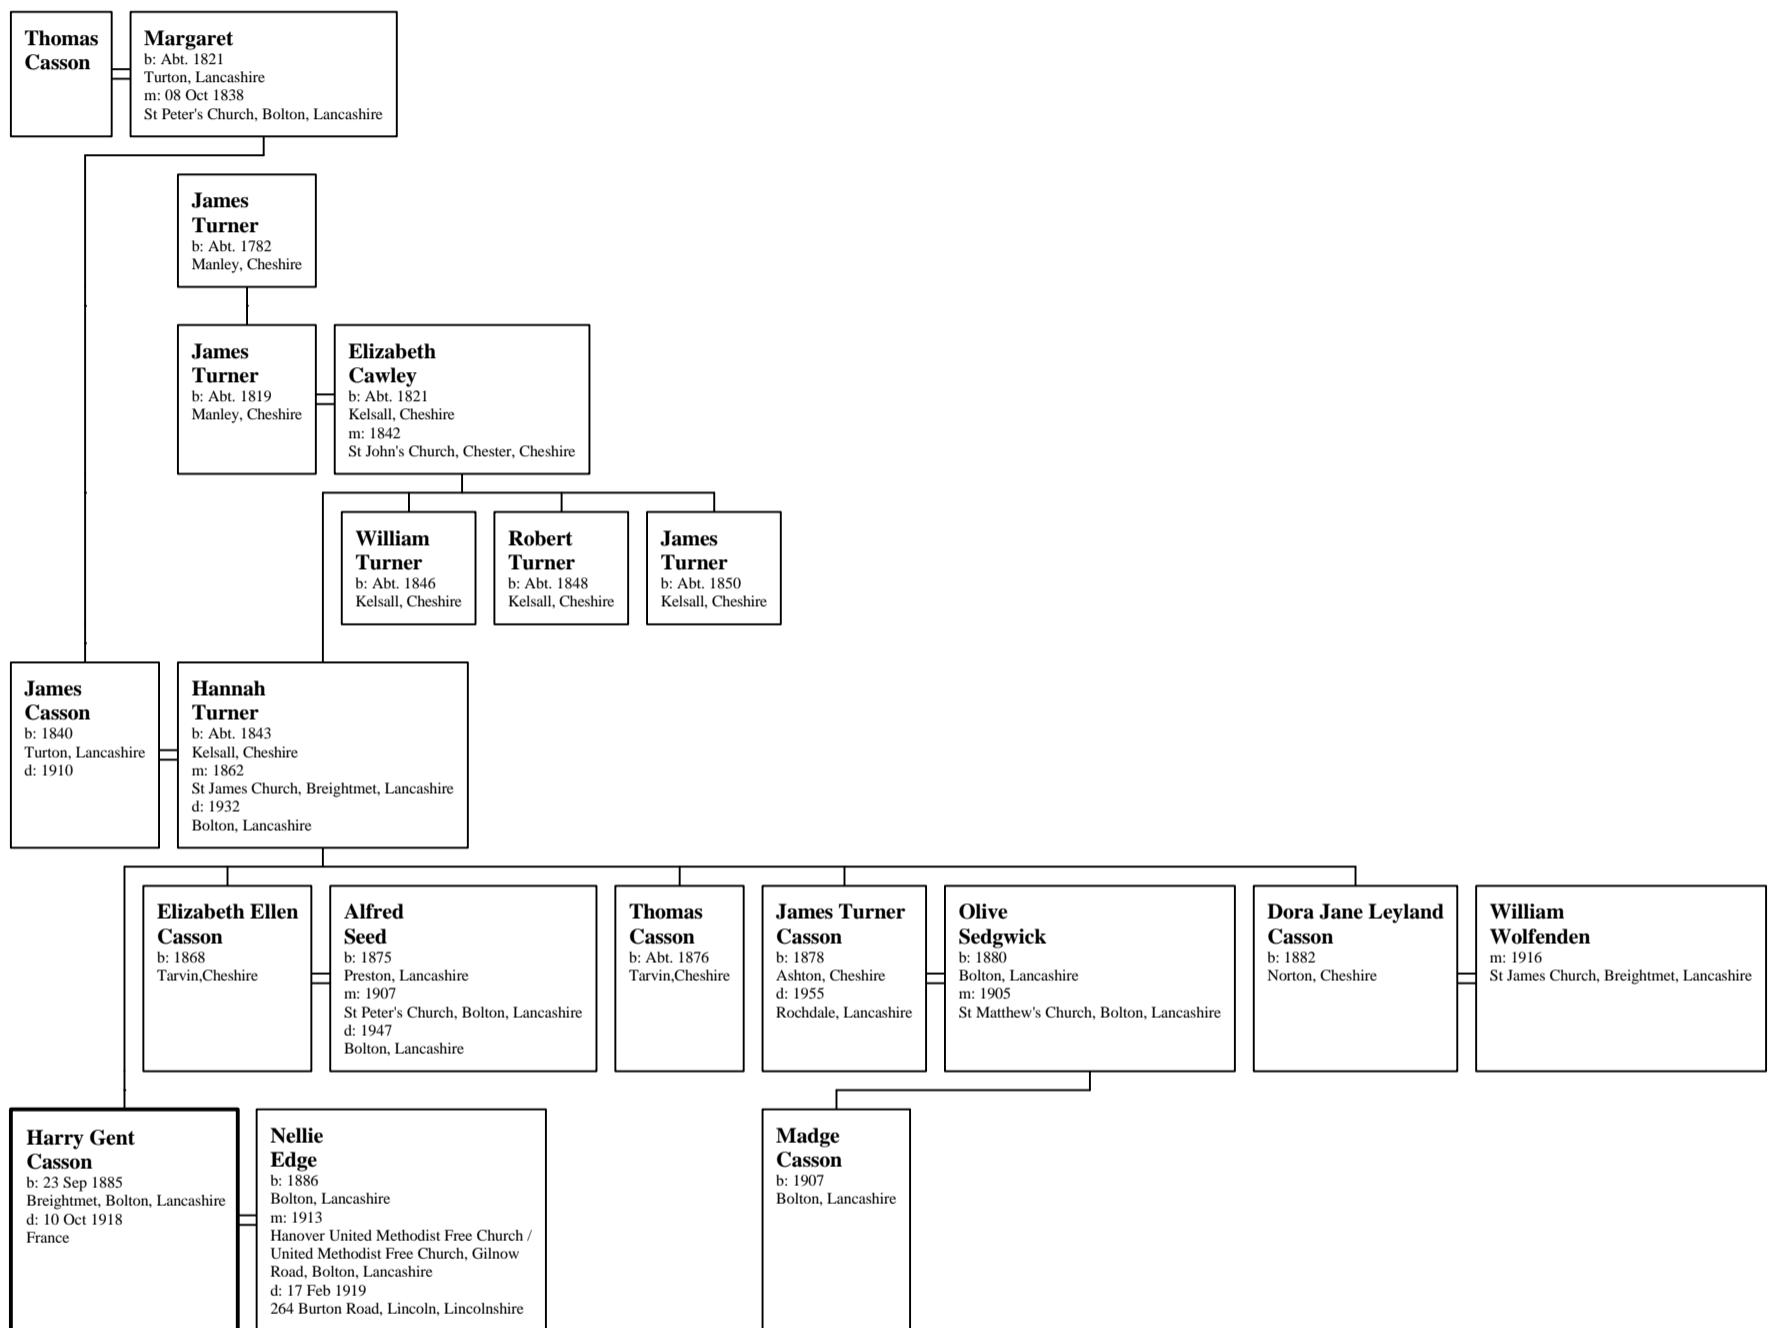 Thomas
Casson
Margaret
b: Abt. 1821
Turton, Lancashire
m: 08 Oct 1838
St Peter's Church, Bolton, Lancashire
James
Turner
b: Abt. 1782
Manley, Cheshire
James
Turner
b: Abt. 1819
Manley, Cheshire
Elizabeth
Cawley
b: Abt. 1821
Kelsall, Cheshire
m: 1842
St John's Church, Chester, Cheshire
William
Turner
b: Abt. 1846
Kelsall, Cheshire
Robert
Turner
b: Abt. 1848
Kelsall, Cheshire
James
Turner
b: Abt. 1850
Kelsall, Cheshire
James
Casson
b: 1840
Turton, Lancashire
d: 1910
Hannah
Turner
b: Abt. 1843
Kelsall, Cheshire
m: 1862
St James Church, Breightmet, Lancashire
d: 1932
Bolton, Lancashire
Elizabeth Ellen
Casson
b: 1868
Tarvin,Cheshire
Alfred
Seed
b: 1875
Preston, Lancashire
m: 1907
St Peter's Church, Bolton, Lancashire
d: 1947
Bolton, Lancashire
Thomas
Casson
b: Abt. 1876
Tarvin,Cheshire
James Turner
Casson
b: 1878
Ashton, Cheshire
d: 1955
Rochdale, Lancashire
Olive
Sedgwick
b: 1880
Bolton, Lancashire
m: 1905
St Matthew's Church, Bolton, Lancashire
Dora Jane Leyland
Casson
b: 1882
Norton, Cheshire
William
Wolfenden
m: 1916
St James Church, Breightmet, Lancashire
Harry Gent
Casson
b: 23 Sep 1885
Breightmet, Bolton, Lancashire
d: 10 Oct 1918
France
Nellie
Edge
b: 1886
Bolton, Lancashire
m: 1913
Hanover United Methodist Free Church /
United Methodist Free Church, Gilnow
Road, Bolton, Lancashire
d: 17 Feb 1919
264 Burton Road, Lincoln, Lincolnshire
Madge
Casson
b: 1907
Bolton, Lancashire